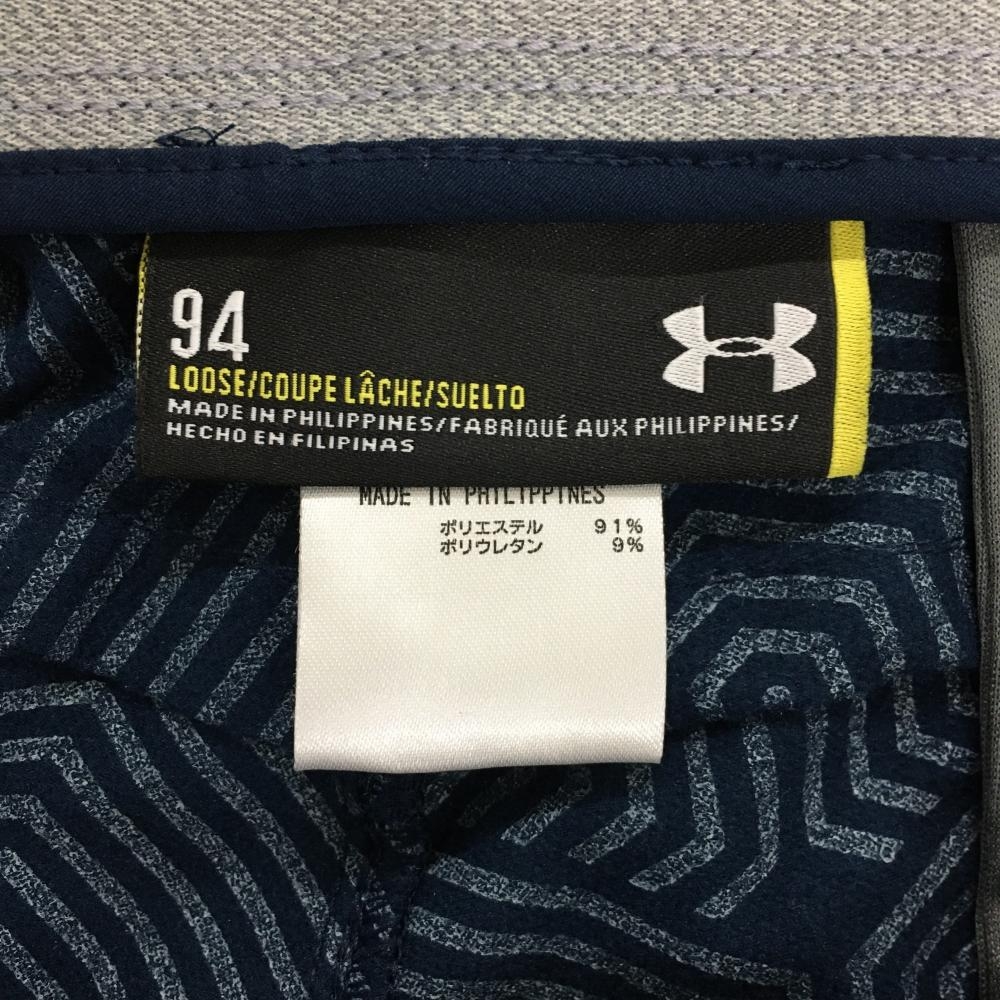 94
LOOSE/COUPE LÂCHE/SUELTO
MADE IN PHILIPPINES/FABRIQUÉ AUX PHILIPPINES/
HECHO EN FILIPINAS
MADE IN PHILIPPINES
ポリエステル 91%
ポリウレタン 9%